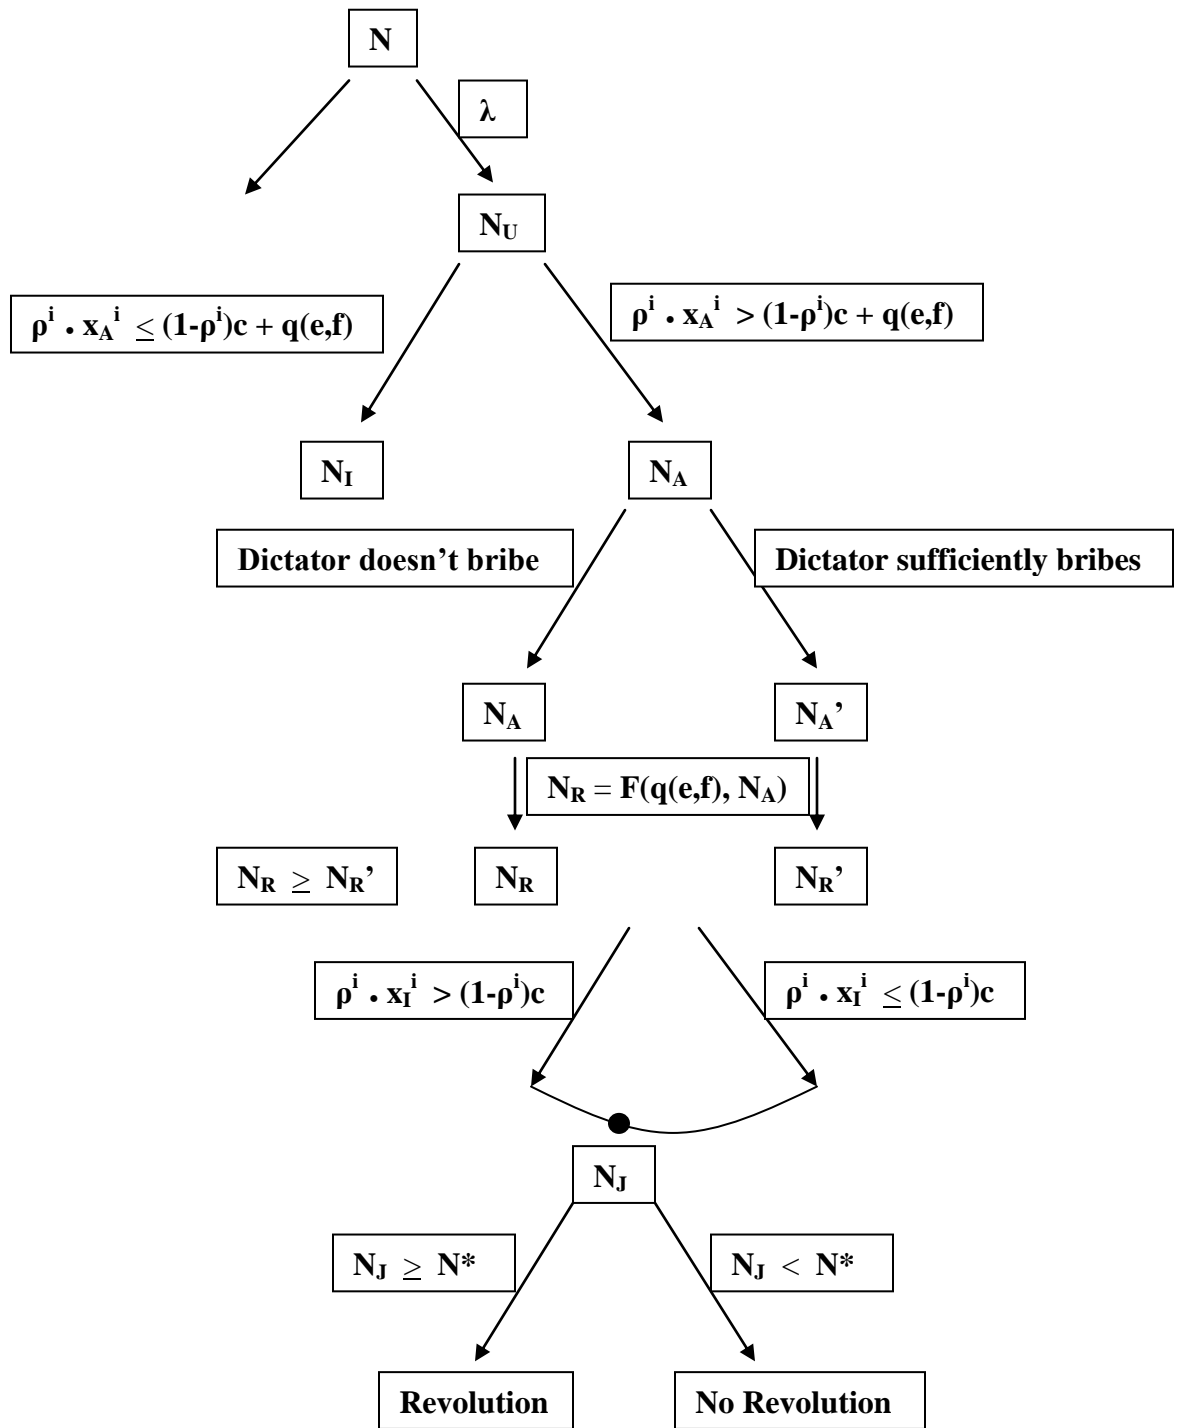 N
λ
N_U
ρ^i · x_A^i ≤ (1-ρ^i)c + q(e,f)
ρ^i · x_A^i > (1-ρ^i)c + q(e,f)
N_I
N_A
Dictator doesn’t bribe
Dictator sufficiently bribes
N_A
N_A’
N_R = F(q(e,f), N_A)
N_R ≥ N_R’
N_R
N_R’
ρ^i · x_I^i > (1-ρ^i)c
ρ^i · x_I^i ≤ (1-ρ^i)c
N_J
N_J ≥ N*
N_J < N*
Revolution
No Revolution